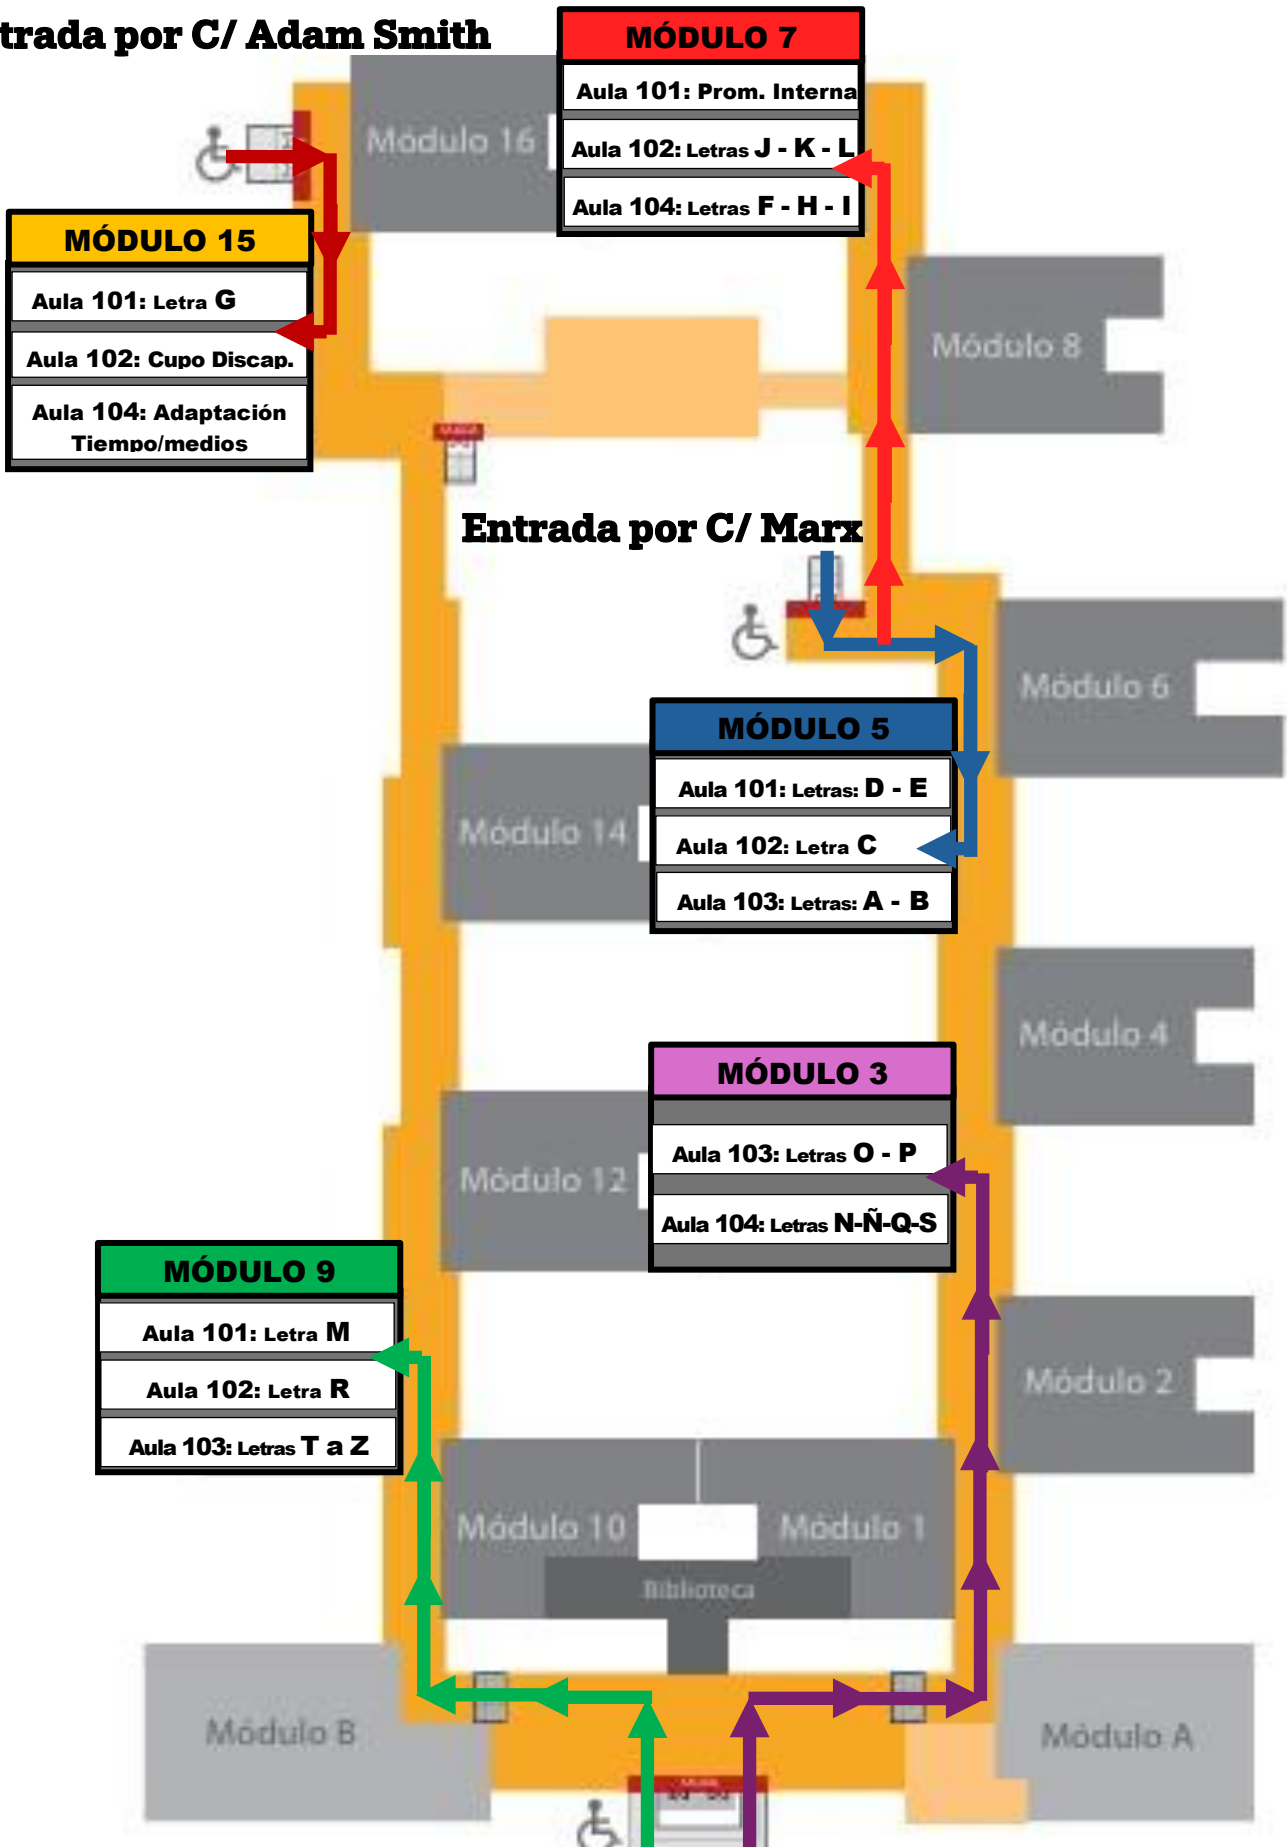 trada por C/ Adam Smith
MÓDULO 7
Aula 101: Prom. Interna
Aula 102: Letras J - K - L
Aula 104: Letras F - H - I
Módulo 16
MÓDULO 15
Aula 101: Letra G
Aula 102: Cupo Discap.
Aula 104: Adaptación
Tiempo/medios
Módulo 8
Entrada por C/ Marx
Módulo 6
MÓDULO 5
Aula 101: Letras: D - E
Aula 102: Letra C
Aula 103: Letras: A - B
Módulo 14
Módulo 4
MÓDULO 3
Aula 103: Letras O - P
Aula 104: Letras N-Ñ-Q-S
Módulo 12
MÓDULO 9
Aula 101: Letra M
Aula 102: Letra R
Aula 103: Letras T a Z
Módulo 2
Módulo 10
Módulo 1
Biblioteca
Módulo B
Módulo A